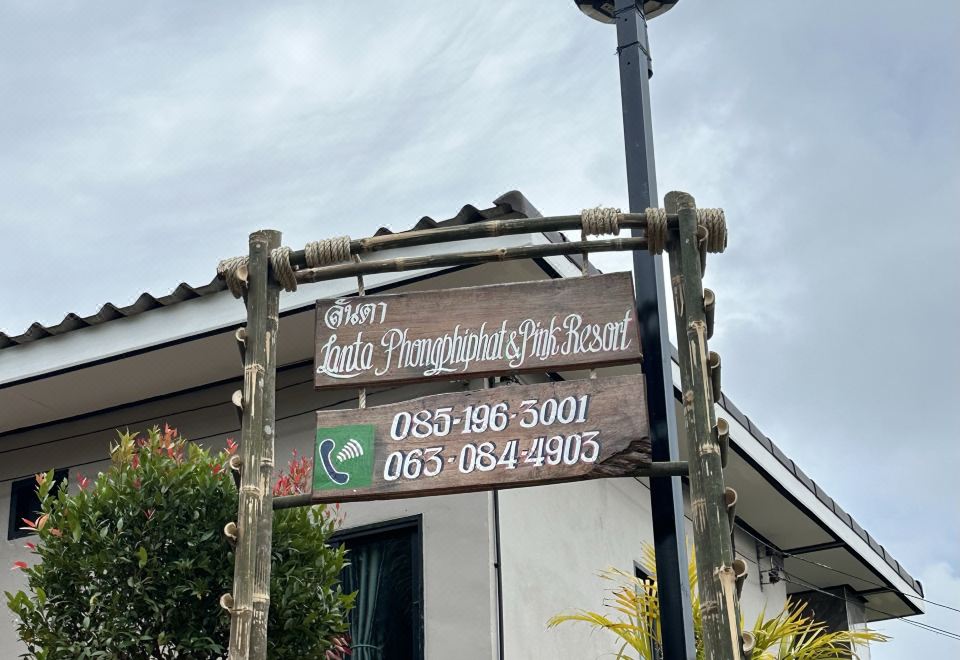 ลันตา
Lanta Phongphiphat & Pink Resort
085-196-3001
063-084-4903